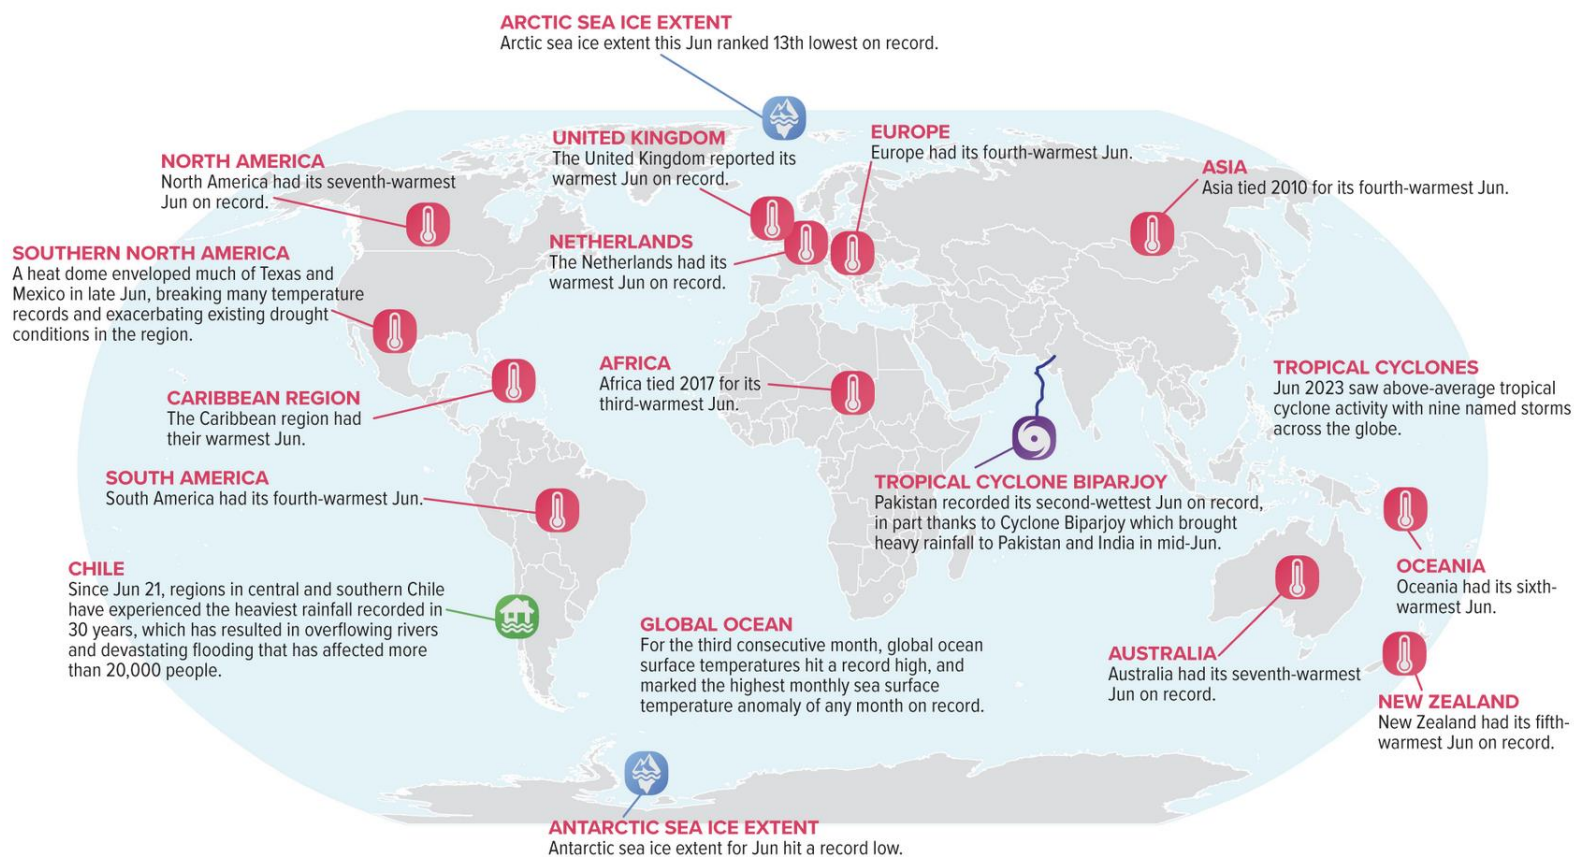 ARCTIC SEA ICE EXTENT
Arctic sea ice extent this Jun ranked 13th lowest on record.
NORTH AMERICA
North America had its seventh-warmest
Jun on record.
UNITED KINGDOM
The United Kingdom reported its
warmest Jun on record.
EUROPE
Europe had its fourth-warmest Jun.
ASIA
Asia tied 2010 for its fourth-warmest Jun.
SOUTHERN NORTH AMERICA
A heat dome enveloped much of Texas and
Mexico in late Jun, breaking many temperature
records and exacerbating existing drought
conditions in the region.
NETHERLANDS
The Netherlands had its
warmest Jun on record.
CARIBBEAN REGION
The Caribbean region had
their warmest Jun.
AFRICA
Africa tied 2017 for its
third-warmest Jun.
TROPICAL CYCLONES
Jun 2023 saw above-average tropical
cyclone activity with nine named storms
across the globe.
SOUTH AMERICA
South America had its fourth-warmest Jun.
TROPICAL CYCLONE BIPARJOY
Pakistan recorded its second-wettest Jun on record,
in part thanks to Cyclone Biparjoy which brought
heavy rainfall to Pakistan and India in mid-Jun.
CHILE
Since Jun 21, regions in central and southern Chile
have experienced the heaviest rainfall recorded in
30 years, which has resulted in overflowing rivers
and devastating flooding that has affected more
than 20,000 people.
GLOBAL OCEAN
For the third consecutive month, global ocean
surface temperatures hit a record high, and
marked the highest monthly sea surface
temperature anomaly of any month on record.
OCEANIA
Oceania had its sixth-
warmest Jun.
AUSTRALIA
Australia had its seventh-warmest
Jun on record.
NEW ZEALAND
New Zealand had its fifth-
warmest Jun on record.
ANTARCTIC SEA ICE EXTENT
Antarctic sea ice extent for Jun hit a record low.